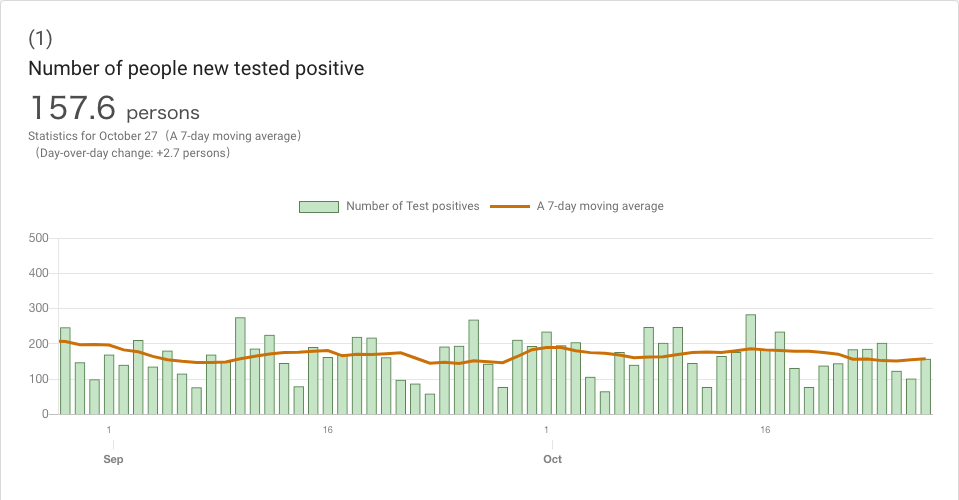 (1)
Number of people new tested positive
157.6 persons
Statistics for October 27（A 7-day moving average）
（Day-over-day change: +2.7 persons）
Number of Test positives A 7-day moving average
500
400
300
200
100
0
1 16 1 16
Sep Oct